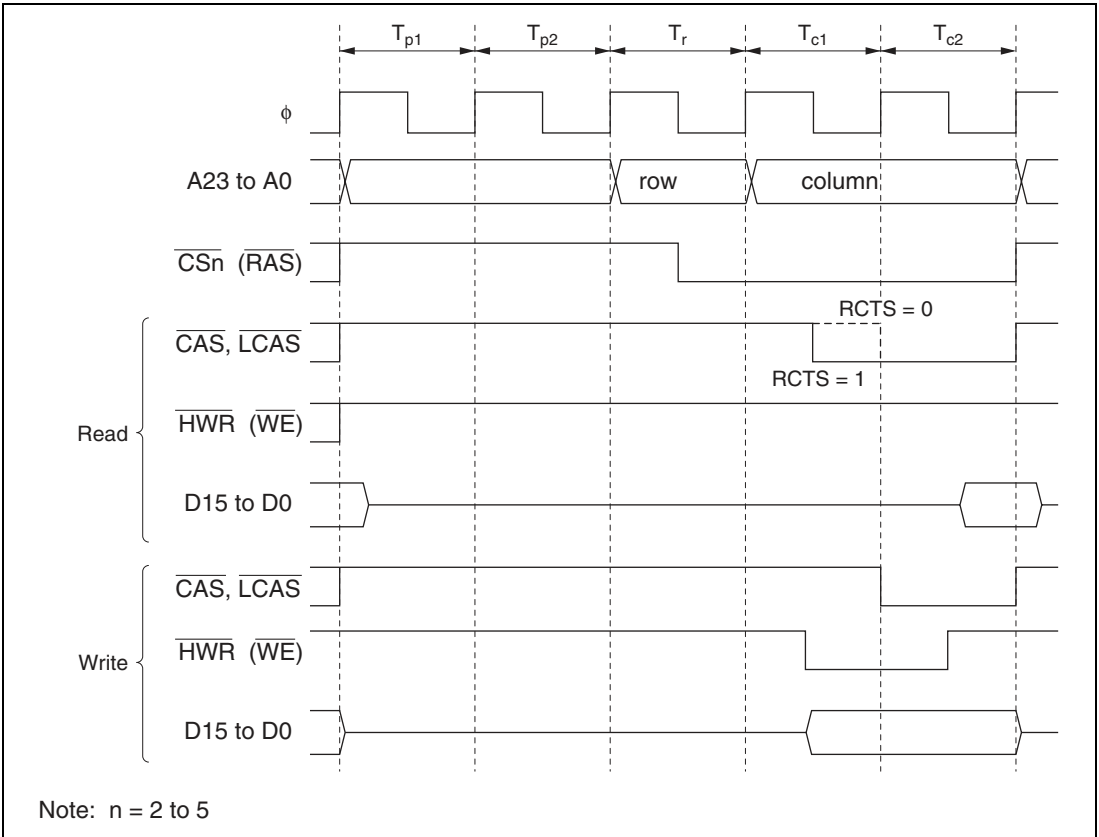 Tp1 Tp2 Tr Tc1 Tc2
ϕ
A23 to A0 row column
CSn (RAS)
RCTS = 0
CAS, LCAS
RCTS = 1
Read HWR (WE)
D15 to D0
CAS, LCAS
Write HWR (WE)
D15 to D0
Note: n = 2 to 5